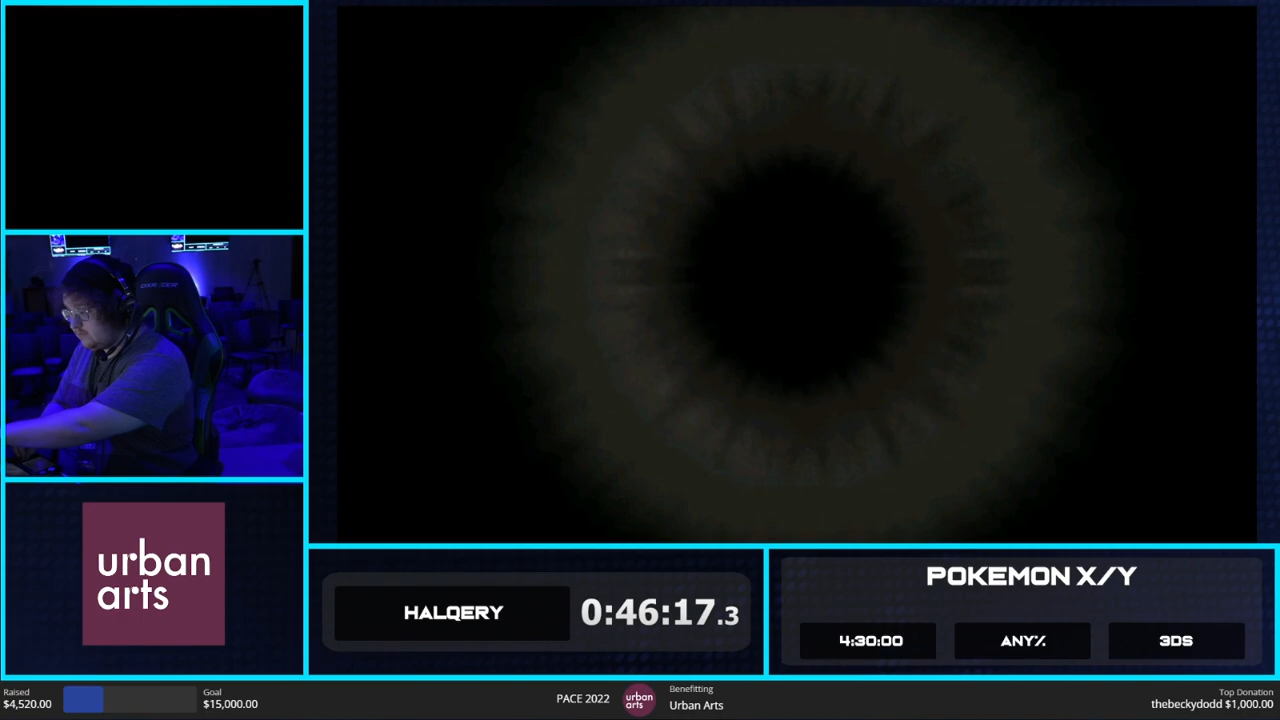 urban
arts
HALQERY
0:46:17.3
POKEMON X/Y
4:30:00
ANY%
3DS
Raised
$4,520.00
Goal
$15,000.00
PACE 2022
urban
arts
Benefitting
Urban Arts
Top Donation
thebeckydodd $1,000.00